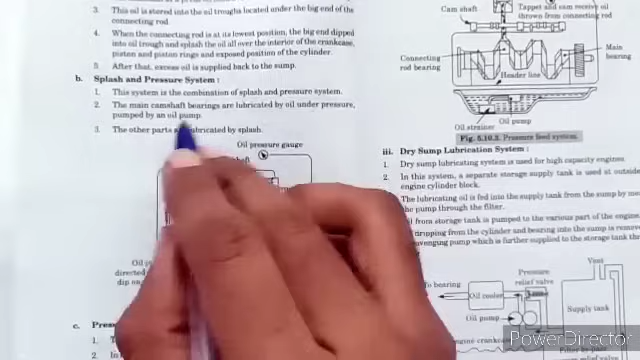 3. This oil is stored into the oil troughs located under the big end of the
connecting rod.
4. When the connecting rod is at its lowest position, the big end dipped
into oil trough and splash the oil all over the interior of the crankcase,
piston and piston rings and exposed position of the cylinder.
5. After that, excess oil is supplied back to the sump.
b. Splash and Pressure System :
1. This system is the combination of splash and pressure system.
2. The main camshaft bearings are lubricated by oil under pressure,
pumped by an oil pump.
3. The other parts lubricated by splash.
Oil pressure gauge
Oil
directed
dip
c.
1.
2.
Cam shaft
Tappet and cam receive oil
thrown from connecting rod
Connecting
rod bearing
Main
bearing
Header line
Oil pump
Oil strainer
Fig. 5.10.3. Pressure feed system.
iii. Dry Sump Lubrication System :
1. Dry sump lubricating system is used for high capacity engines.
2. In this system, a separate storage supply tank is used at outside
engine cylinder block.
The lubricating oil is fed into the supply tank from the sump by
the pump through the filter.
oil from storage tank is pumped to the various part of the engine
dripping from the cylinder and bearing into the sump is
which is further supplied to the storage tank
Vent
Pressure
relief valve
To bearing
Oil cooler
Supply tank
Oil pump
PowerDirector